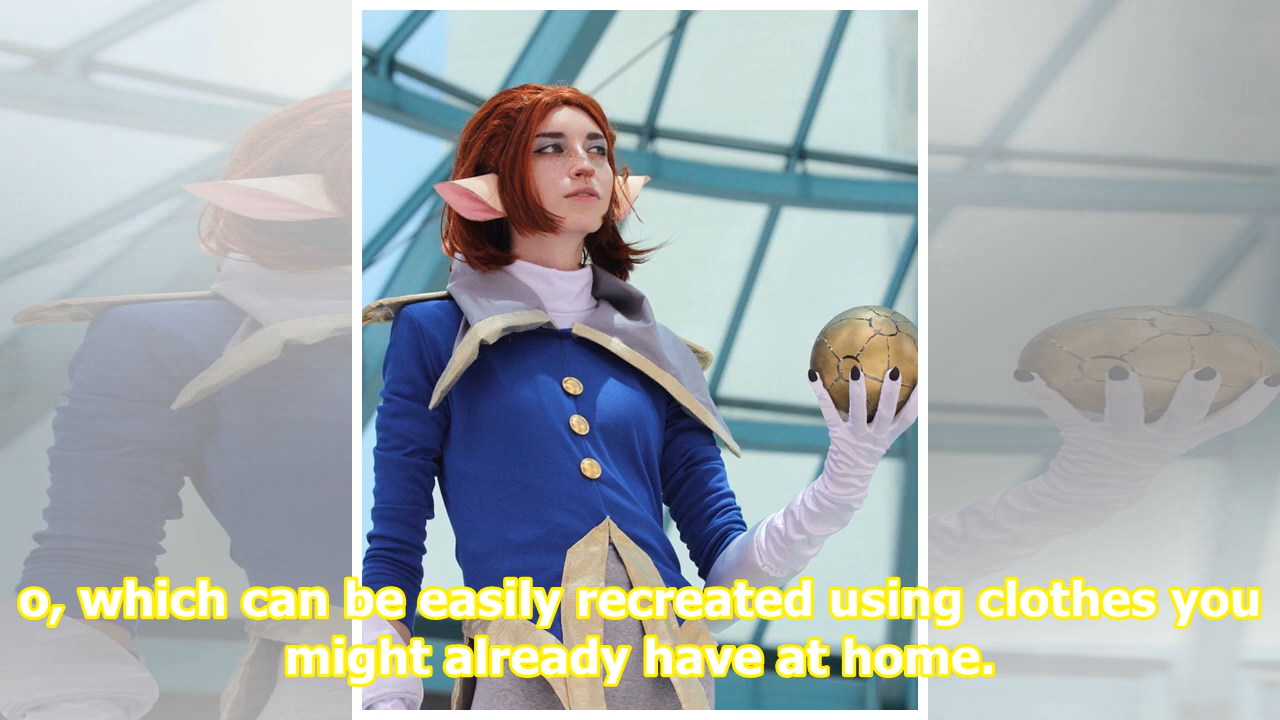 o, which can be easily recreated using clothes you
might already have at home.